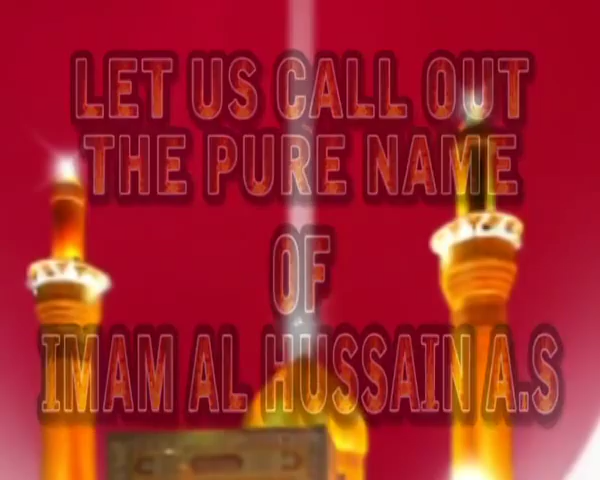 LET US CALL OUT
THE PURE NAME
OF
IMAM AL HUSSAIN A.S